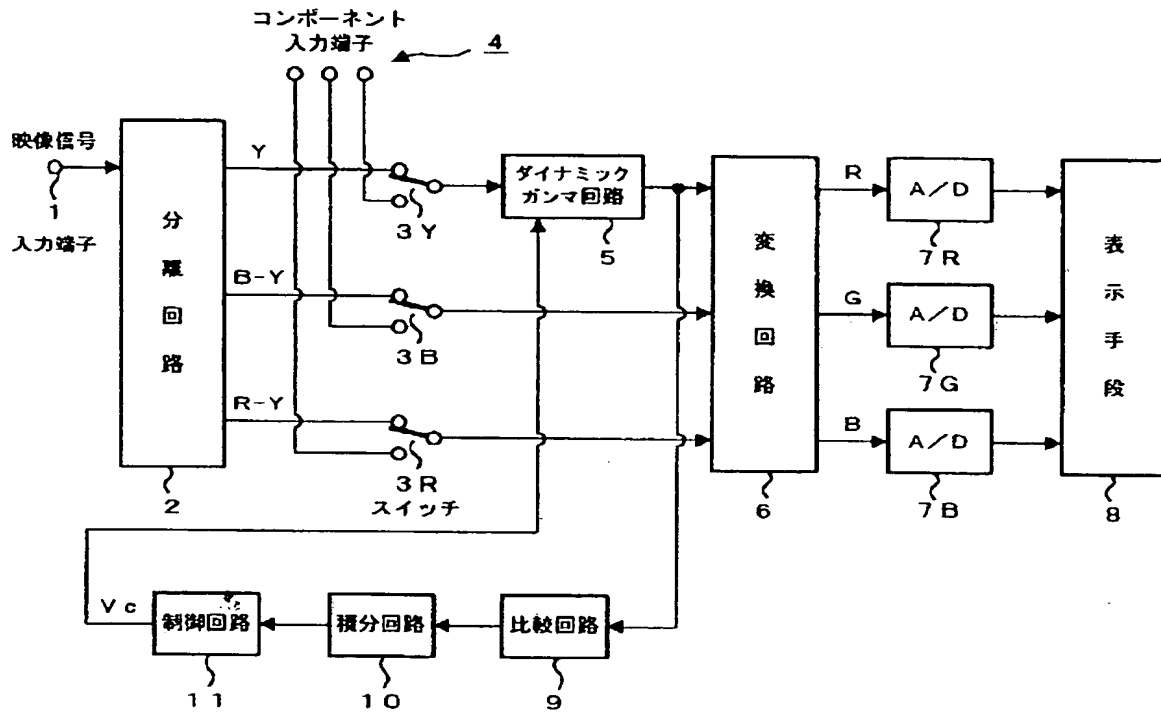 コンポーネント
入力端子
4
映像信号
1
入力端子
分離回路
2
Y
B-Y
R-Y
3Y
3B
3R
スイッチ
ダイナミック
ガンマ回路
5
変換回路
6
R
G
B
A/D
7R
A/D
7G
A/D
7B
表示手段
8
Vc
制御回路
11
積分回路
10
比較回路
9